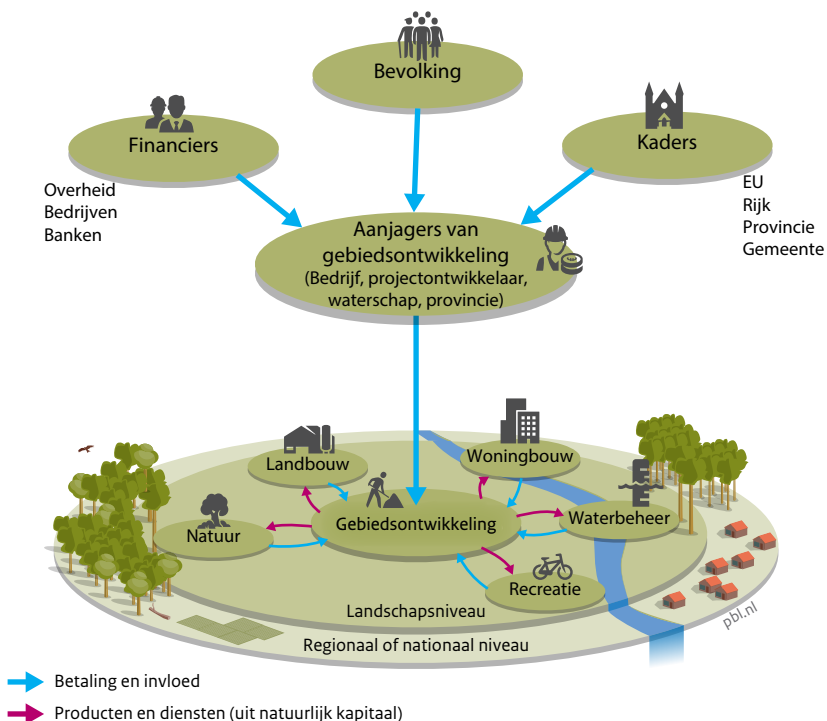 Bevolking
Financiers
Kaders
Overheid
Bedrijven
Banken
EU
Rijk
Provincie
Gemeente
Aanjagers van
gebiedsontwikkeling
(Bedrijf, projectontwikkelaar,
waterschap, provincie)
Landbouw
Woningbouw
Natuur
Gebiedsontwikkeling
Waterbeheer
Recreatie
Landschapsniveau
Regionaal of nationaal niveau
pbl.nl
Betaling en invloed
Producten en diensten (uit natuurlijk kapitaal)